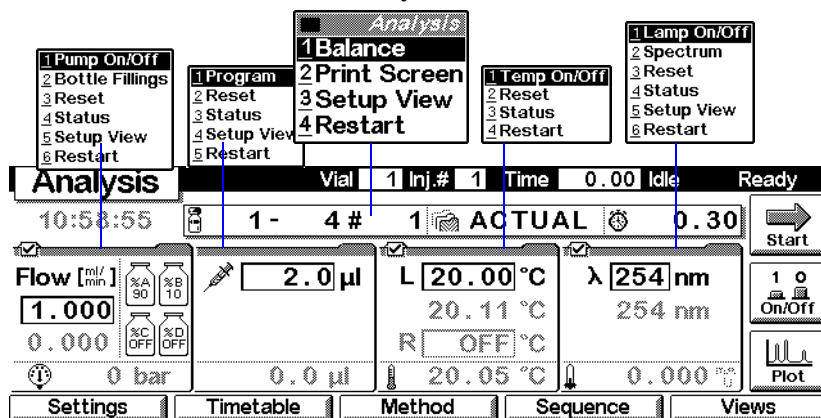 Analysis
1 Balance
2 Print Screen
3 Setup View
4 Restart
1 Pump On/Off
2 Bottle Fillings
3 Reset
4 Status
5 Setup View
6 Restart
1 Program
2 Reset
3 Status
4 Setup View
5 Restart
1 Temp On/Off
2 Reset
3 Status
4 Restart
1 Lamp On/Off
2 Spectrum
3 Reset
4 Status
5 Setup View
6 Restart
Analysis Vial 1 Inj.# 1 Time 0.00 Idle Ready
10:58:55 1- 4 # 1 ACTUAL 0.30
Start
Flow [ml/min]
%A 90 %B 10
1.000
0.000
%C OFF %D OFF
0 bar
2.0 µl
0.0 µl
L 20.00 °C
20.11 °C
R OFF °C
20.05 °C
λ 254 nm
254 nm
0.000
1 0
On/Off
Plot
Settings Timetable Method Sequence Views